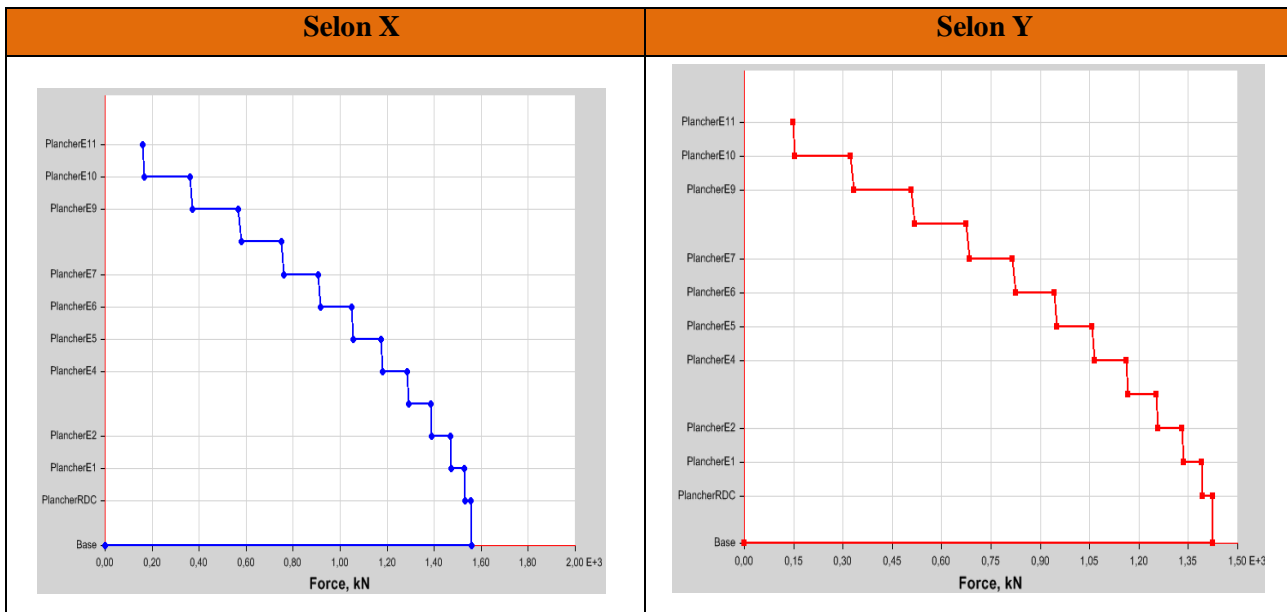 Selon X
Selon Y
PlancherE11
PlancherE10
PlancherE9
PlancherE7
PlancherE6
PlancherE5
PlancherE4
PlancherE2
PlancherE1
PlancherRDC
Base
0,00 0,20 0,40 0,60 0,80 1,00 1,20 1,40 1,60 1,80 2,00 E+3
Force, kN
PlancherE11
PlancherE10
PlancherE9
PlancherE7
PlancherE6
PlancherE5
PlancherE4
PlancherE2
PlancherE1
PlancherRDC
Base
0,00 0,15 0,30 0,45 0,60 0,75 0,90 1,05 1,20 1,35 1,50 E+3
Force, kN